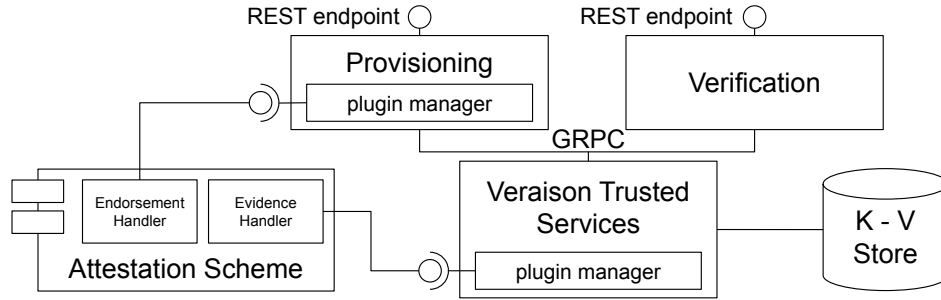 REST endpoint
REST endpoint
Provisioning
plugin manager
Verification
GRPC
Endorsement
Handler
Evidence
Handler
Attestation Scheme
Veraison Trusted
Services
plugin manager
K - V
Store